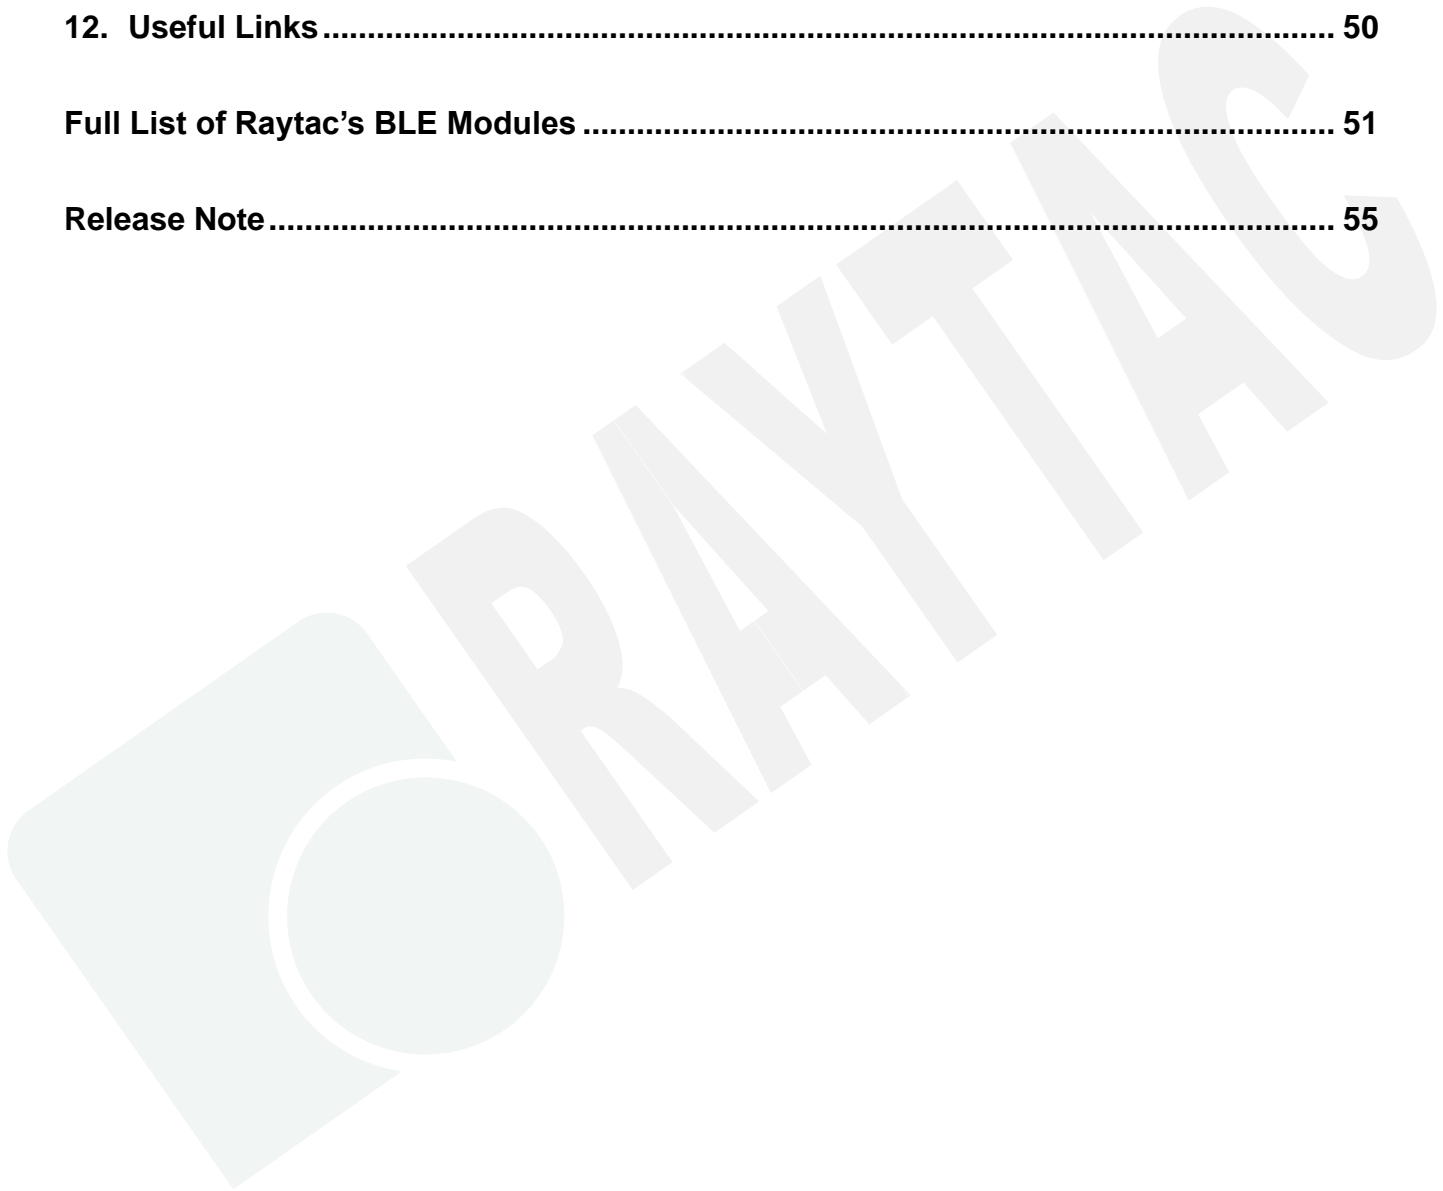 12. Useful Links........................................................................................................................ 50
Full List of Raytac’s BLE Modules ........................................................................................ 51
Release Note............................................................................................................................. 55
RAYTAC